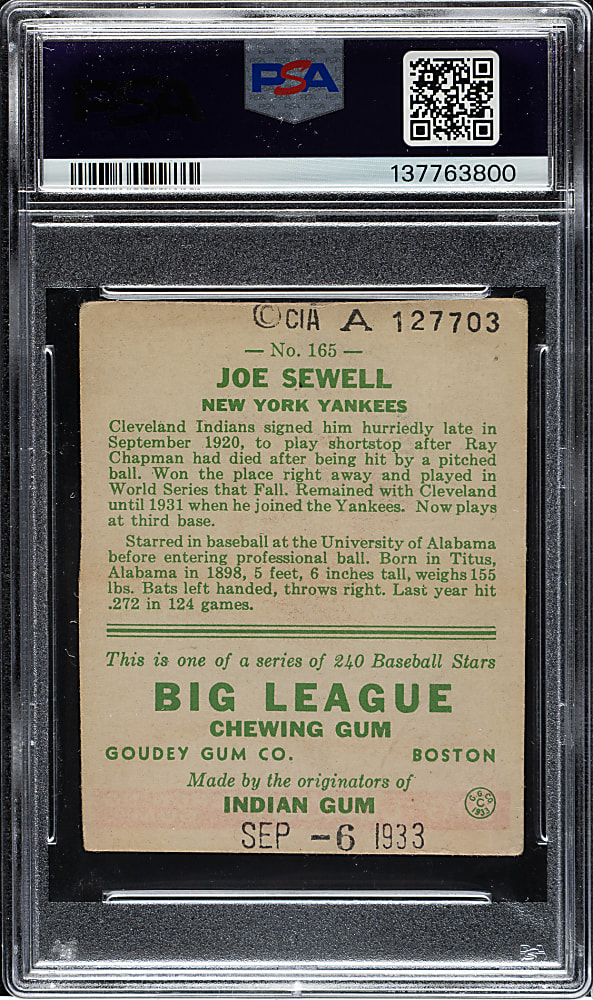 PSA
PSA
137763800
©CIA A 127703
— No. 165 —
JOE SEWELL
NEW YORK YANKEES
Cleveland Indians signed him hurriedly late in
September 1920, to play shortstop after Ray
Chapman had died after being hit by a pitched
ball. Won the place right away and played in
World Series that Fall. Remained with Cleveland
until 1931 when he joined the Yankees. Now plays
at third base.
Starred in baseball at the University of Alabama
before entering professional ball. Born in Titus,
Alabama in 1898, 5 feet, 6 inches tall, weighs 155
lbs. Bats left handed, throws right. Last year hit
.272 in 124 games.
This is one of a series of 240 Baseball Stars
BIG LEAGUE
CHEWING GUM
GOUDEY GUM CO. BOSTON
Made by the originators of
INDIAN GUM
G.G.CO.
C
1933
SEP -6 1933
PSA